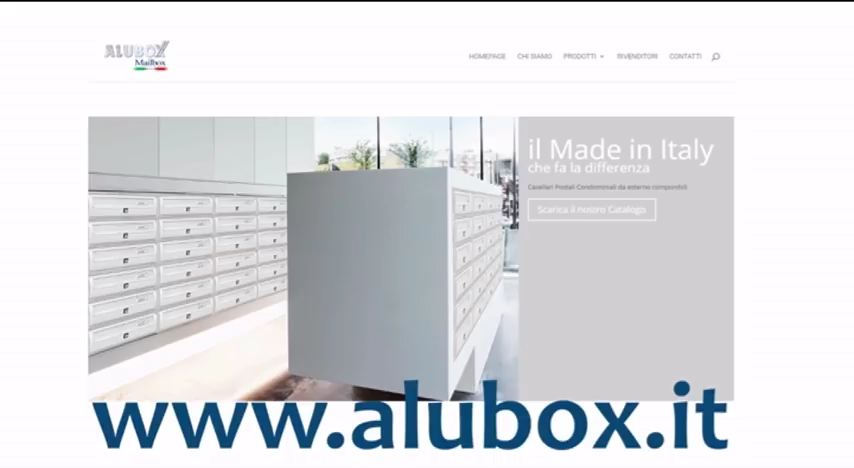 ALUBOX
Mailbox
HOMEPAGE CHI SIAMO PRODOTTI RIVENDITORI CONTATTI
il Made in Italy
che fa la differenza
Casellari Postali Condominiali da esterno componibili
Scarica il nostro Catalogo
www.alubox.it